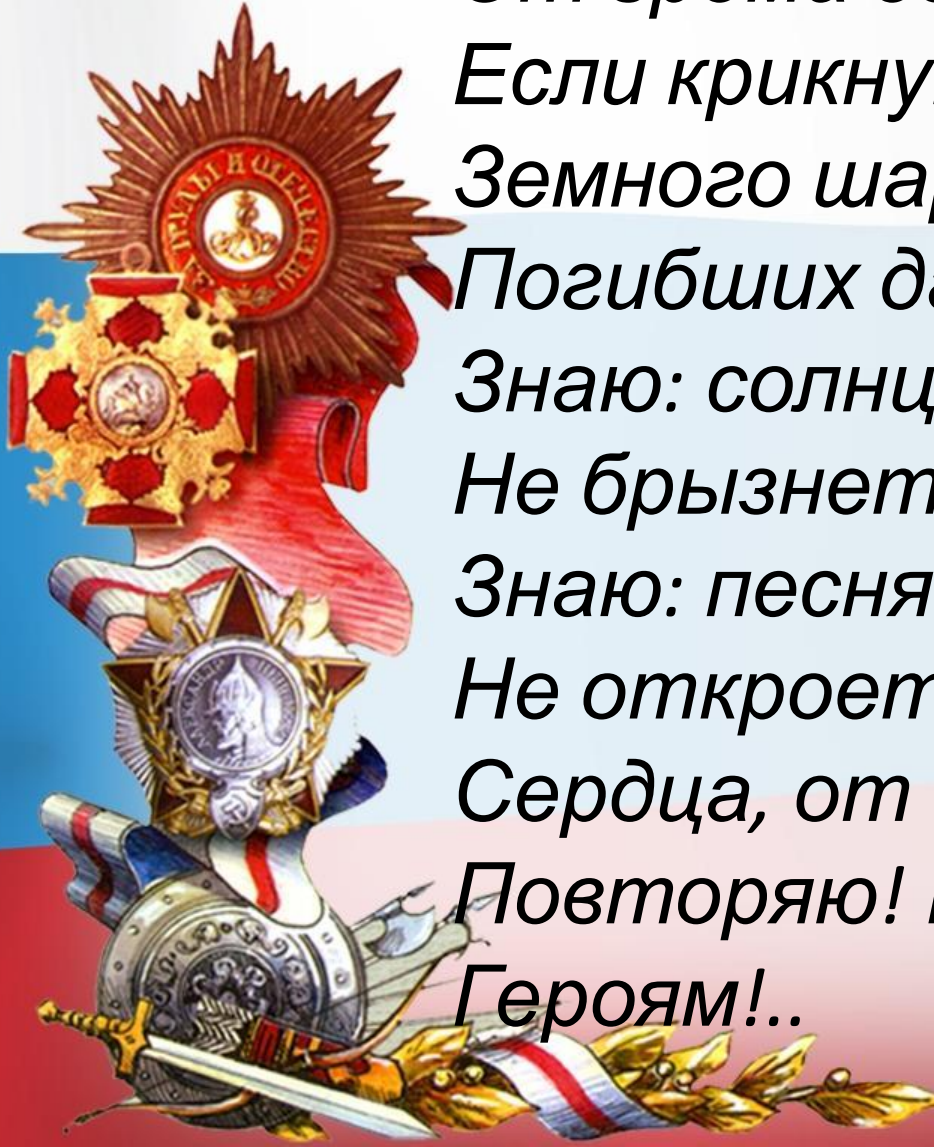 Если крикну
Земного ша
Погибших д
Знаю: солнц
Не брызнет
Знаю: песня
Не откроет
Сердца, от
Повторяю!
Героям!..